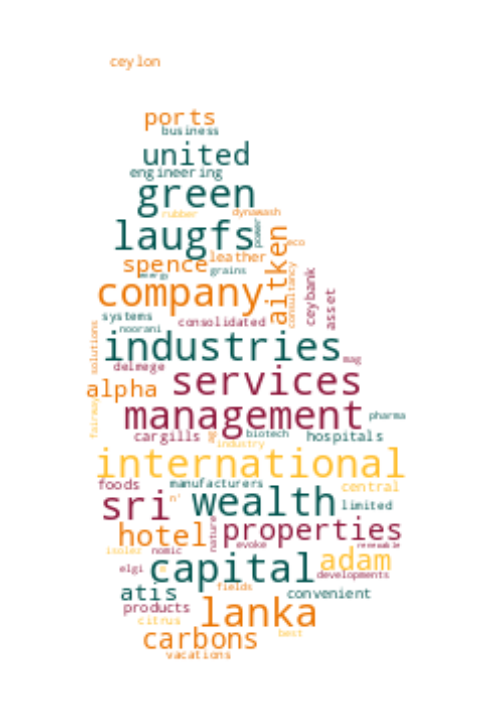 ceylon
ports
business
united
engineering
green
rubber
dynawash
laugfs
power
eco
spence
leather
aitken
energy
grains
consultancy
ceybank
company
asset
systems
consolidated
noorani
solutions
industries
mag
delmege
services
alpha
management
pharma
fairway
cargills
ag
biotech
hospitals
industry
international
foods
manufacturers
central
sri
n'
wealth
limited
hotel
nature
properties
isolez
nomic
evoke
renewable
elgi
capital
adam
developments
atis
fields
convenient
products
lanka
citrus
carbons
best
vacations